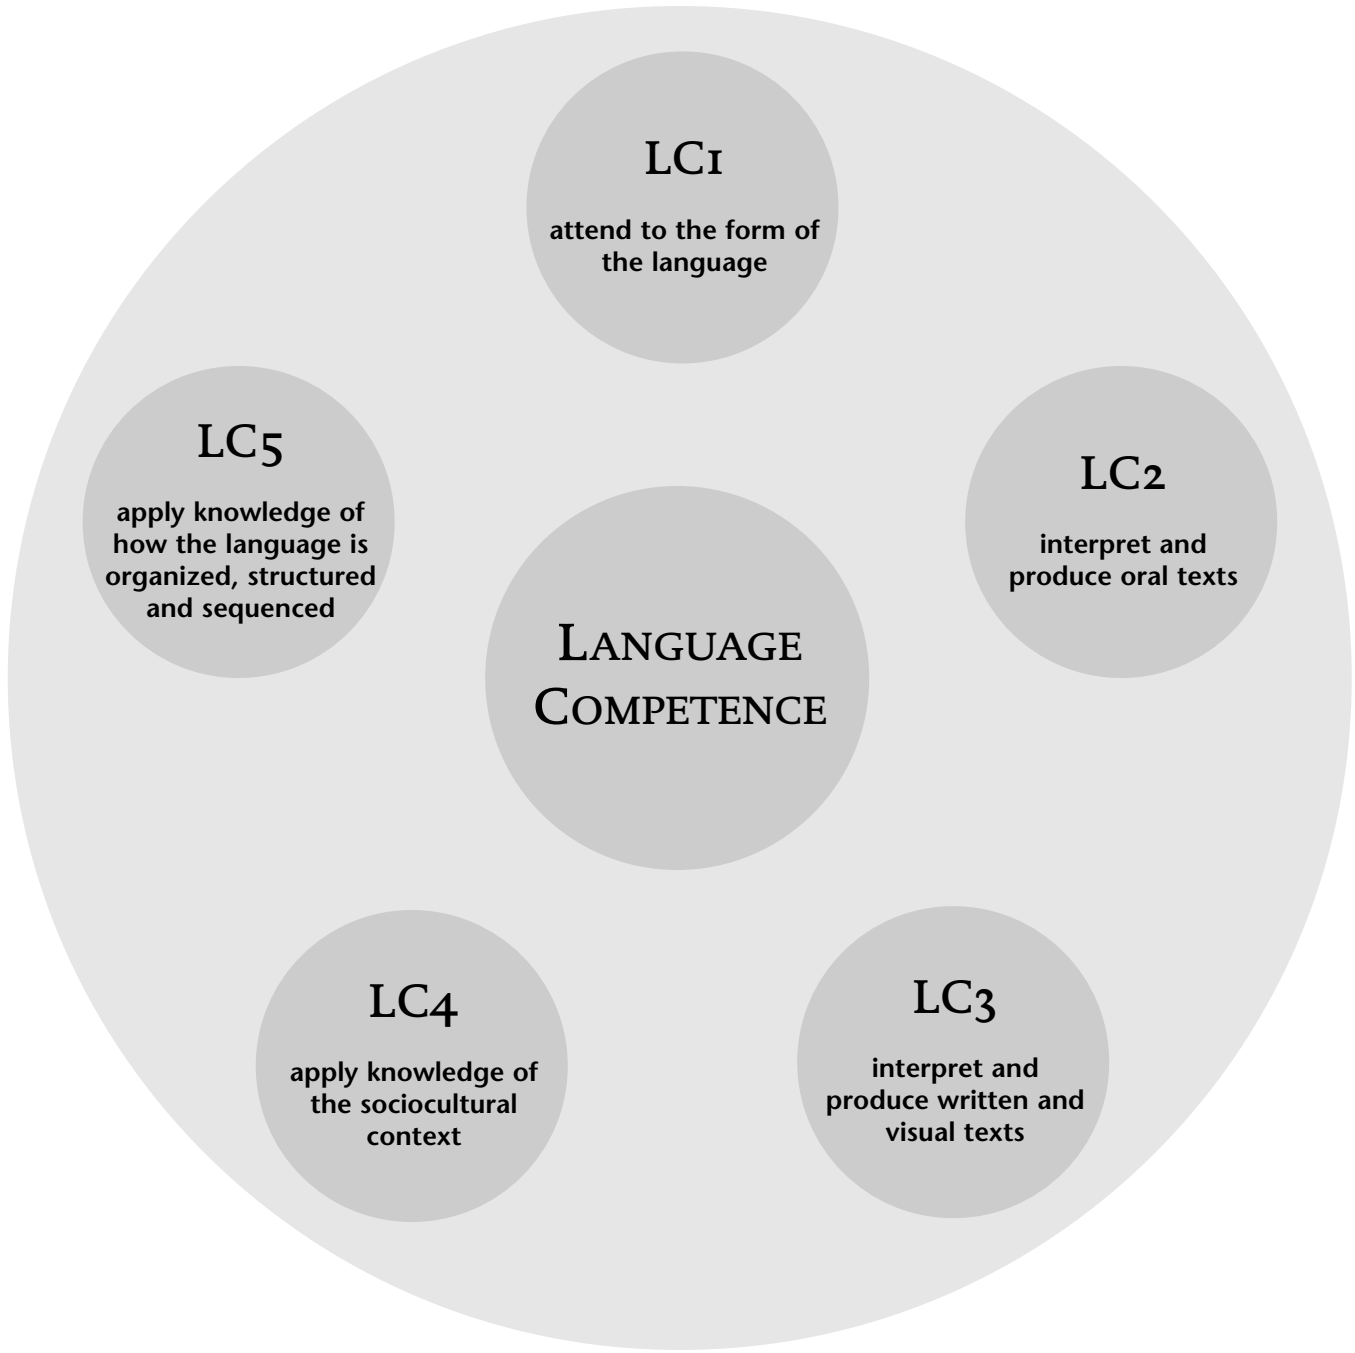 LC1
attend to the form of
the language
LC2
interpret and
produce oral texts
LC3
interpret and
produce written and
visual texts
LC4
apply knowledge of
the sociocultural
context
LC5
apply knowledge of
how the language is
organized, structured
and sequenced
Language
Competence